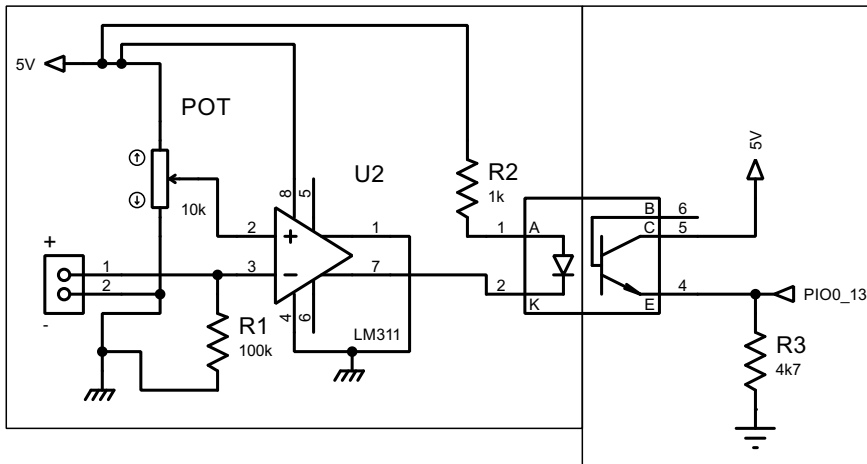 5V
POT
10k
+
1
2
-
R1
100k
U2
8
5
2
+
3
−
4
6
1
7
LM311
R2
1k
1
A
2
K
B
6
C
5
4
E
5V
PIO0_13
R3
4k7